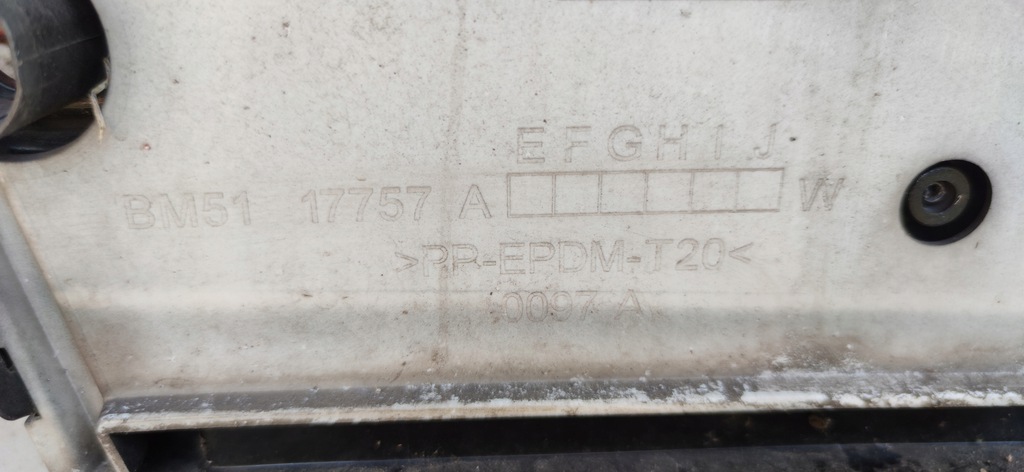 E F G H I J
BM51 17757 A W
>PP-EPDM-T20<
0097 A